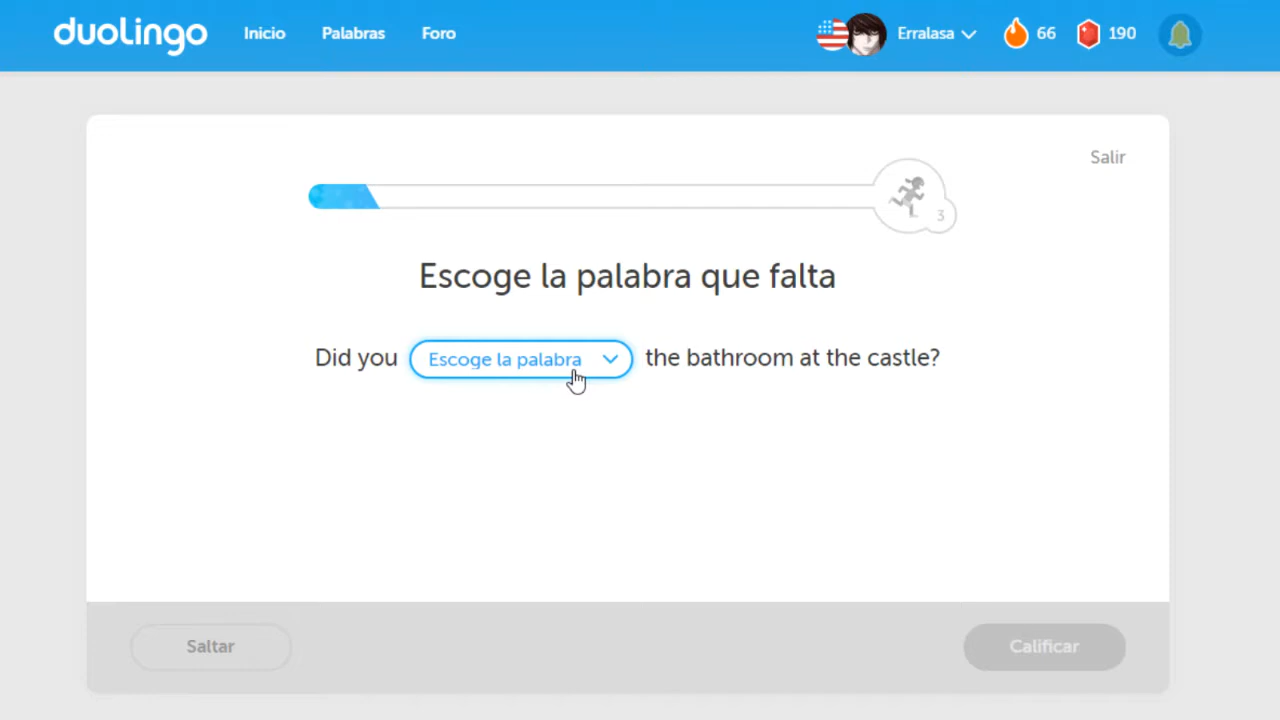 duolingo Inicio Palabras Foro Erralasa 66 190
Salir
3
Escoge la palabra que falta
Did you Escoge la palabra the bathroom at the castle?
Saltar Calificar